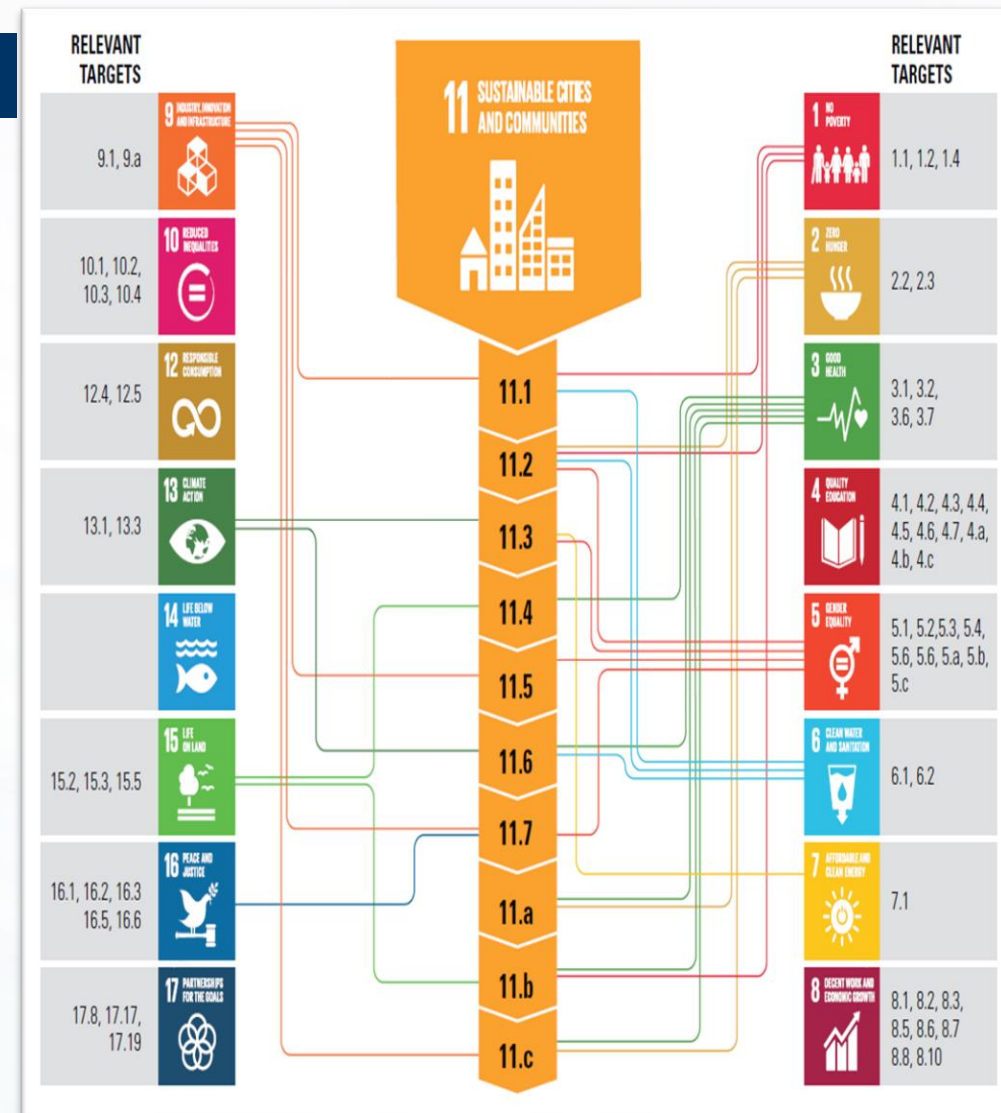 RELEVANT
TARGETS
9 INDUSTRY, INNOVATION
AND INFRASTRUCTURE
9.1, 9.a
10 REDUCED
INEQUALITIES
10.1, 10.2,
10.3, 10.4
12 RESPONSIBLE
CONSUMPTION
12.4, 12.5
13 CLIMATE
ACTION
13.1, 13.3
14 LIFE BELOW
WATER
15 LIFE
ON LAND
15.2, 15.3, 15.5
16 PEACE AND
JUSTICE
16.1, 16.2, 16.3
16.5, 16.6
17 PARTNERSHIPS
FOR THE GOALS
17.8, 17.17,
17.19
11 SUSTAINABLE CITIES
AND COMMUNITIES
11.1
11.2
11.3
11.4
11.5
11.6
11.7
11.a
11.b
11.c
RELEVANT
TARGETS
1 NO
POVERTY
1.1, 1.2, 1.4
2 ZERO
HUNGER
2.2, 2.3
3 GOOD
HEALTH
3.1, 3.2,
3.6, 3.7
4 QUALITY
EDUCATION
4.1, 4.2, 4.3, 4.4,
4.5, 4.6, 4.7, 4.a,
4.b, 4.c
5 GENDER
EQUALITY
5.1, 5.2,5.3, 5.4,
5.6, 5.6, 5.a, 5.b,
5.c
6 CLEAN WATER
AND SANITATION
6.1, 6.2
7 AFFORDABLE AND
CLEAN ENERGY
7.1
8 DECENT WORK AND
ECONOMIC GROWTH
8.1, 8.2, 8.3,
8.5, 8.6, 8.7
8.8, 8.10